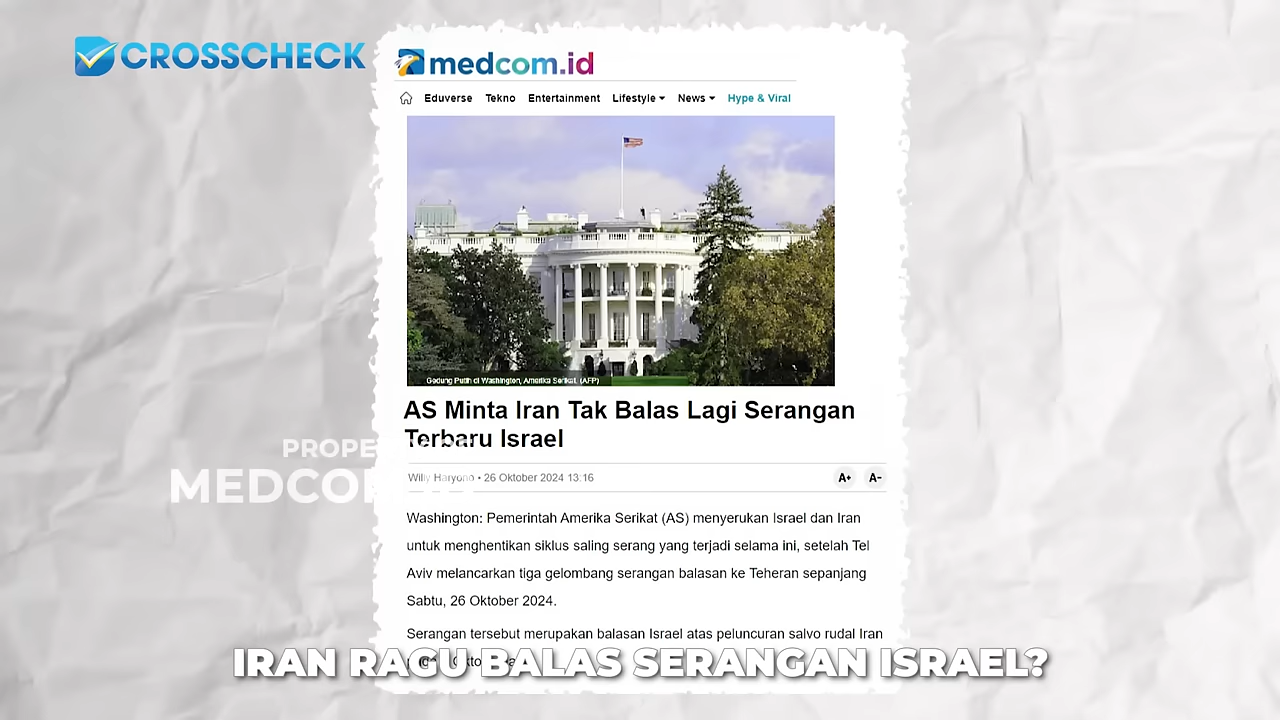 CROSSCHECK
medcom.id
Eduverse Tekno Entertainment Lifestyle News Hype & Viral
Gedung Putih di Washington, Amerika Serikat. (AFP)
AS Minta Iran Tak Balas Lagi Serangan
Terbaru Israel
Willy Haryono • 26 Oktober 2024 13:16
A+ A-
Washington: Pemerintah Amerika Serikat (AS) menyerukan Israel dan Iran
untuk menghentikan siklus saling serang yang terjadi selama ini, setelah Tel
Aviv melancarkan tiga gelombang serangan balasan ke Teheran sepanjang
Sabtu, 26 Oktober 2024.
Serangan tersebut merupakan balasan Israel atas peluncuran salvo rudal Iran
IRAN RAGU BALAS SERANGAN ISRAEL?